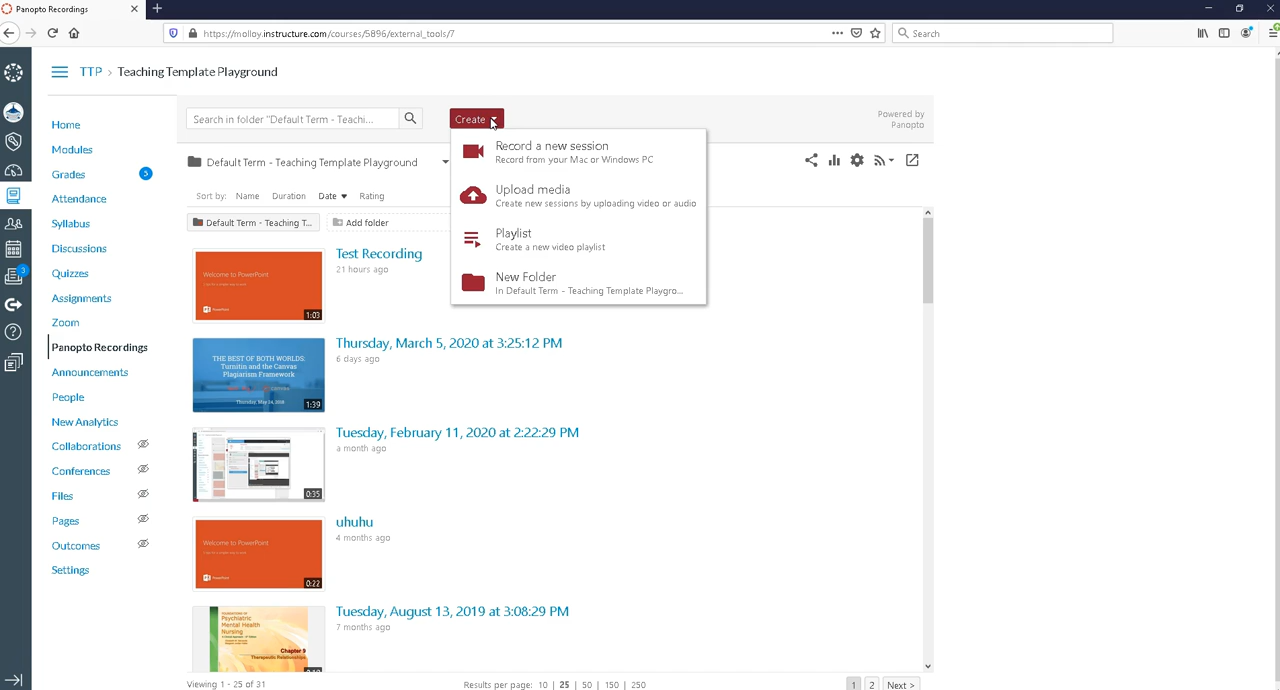 Panopto Recordings
https://molloy.instructure.com/courses/5896/external_tools/7
Search
TTP > Teaching Template Playground
Home
Modules
Grades
5
Attendance
Syllabus
Discussions
Quizzes
Assignments
Zoom
Panopto Recordings
Announcements
People
New Analytics
Collaborations
Conferences
Files
Pages
Outcomes
Settings
3
Search in folder "Default Term - Teachi...
Create
Powered by
Panopto
Record a new session
Record from your Mac or Windows PC
Upload media
Create new sessions by uploading video or audio
Playlist
Create a new video playlist
New Folder
In Default Term - Teaching Template Playgro...
Default Term - Teaching Template Playground
Sort by: Name Duration Date Rating
Default Term - Teaching T...
Add folder
Welcome to PowerPoint
PowerPoint
1:03
Test Recording
21 hours ago
THE BEST OF BOTH WORLDS:
Turnitin and the Canvas
Plagiarism Framework
Thursday, May 24, 2018
1:39
Thursday, March 5, 2020 at 3:25:12 PM
6 days ago
0:35
Tuesday, February 11, 2020 at 2:22:29 PM
a month ago
Welcome to PowerPoint
PowerPoint
0:22
uhuhu
4 months ago
Psychiatric
Mental Health
Nursing
Chapter 9
Therapeutic Relationships
Tuesday, August 13, 2019 at 3:08:29 PM
7 months ago
Viewing 1 - 25 of 31
Results per page: 10 | 25 | 50 | 150 | 250
1 2 Next >